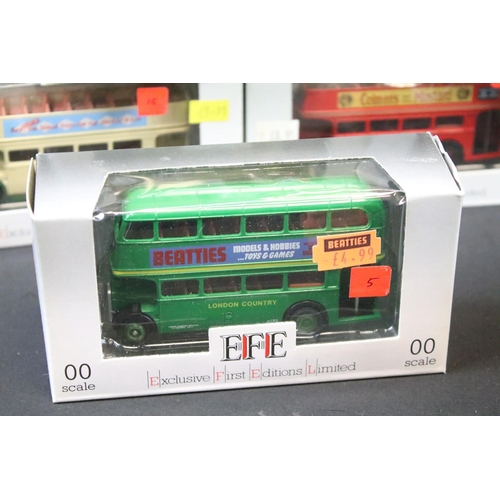 15
BEATTIES MODELS & HOBBIES
...TOYS & GAMES
BEATTIES
£4.99
5
LONDON COUNTRY
EFE
Exclusive First Editions Limited
00
scale
00
scale